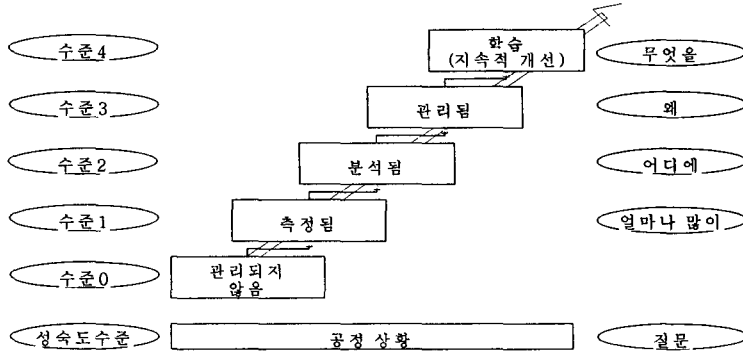 수준4
학습
(지속적 개선)
무엇을
수준3
관리됨
왜
수준2
분석됨
어디에
수준1
측정됨
얼마나 많이
수준0
관리되지
않음
성숙도수준
공정 상황
질문